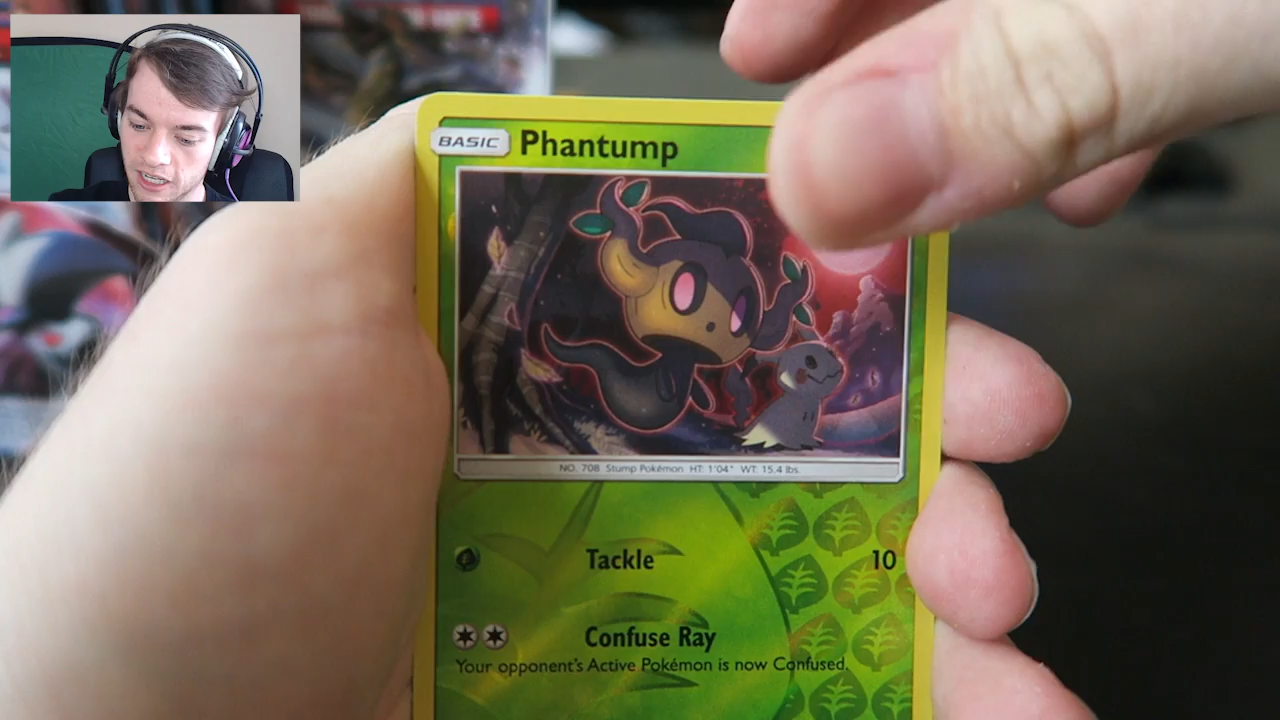 BASIC Phantump
NO. 708 Stump Pokémon HT: 1'04" WT: 15.4 lbs.
Tackle 10
Confuse Ray
Your opponent's Active Pokémon is now Confused.